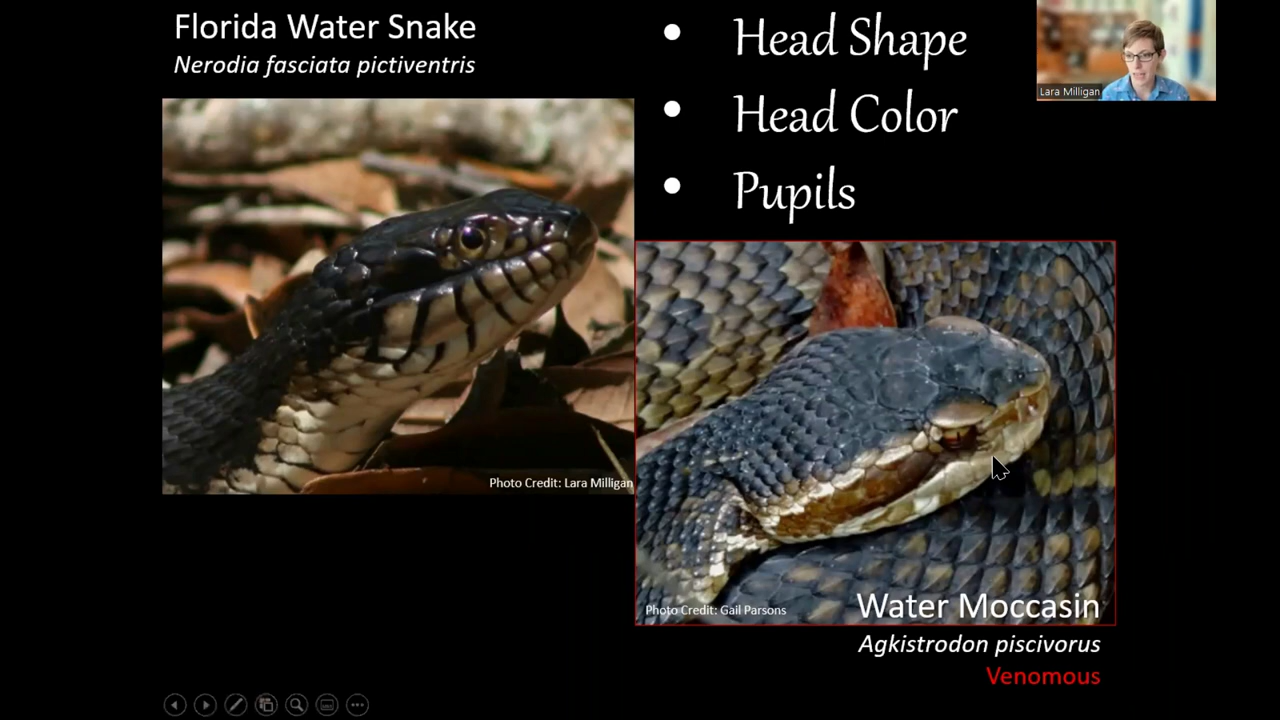 Florida Water Snake
Nerodia fasciata pictiventris
• Head Shape
• Head Color
• Pupils
Lara Milligan
Photo Credit: Lara Milligan
Photo Credit: Gail Parsons
Water Moccasin
Agkistrodon piscivorus
Venomous